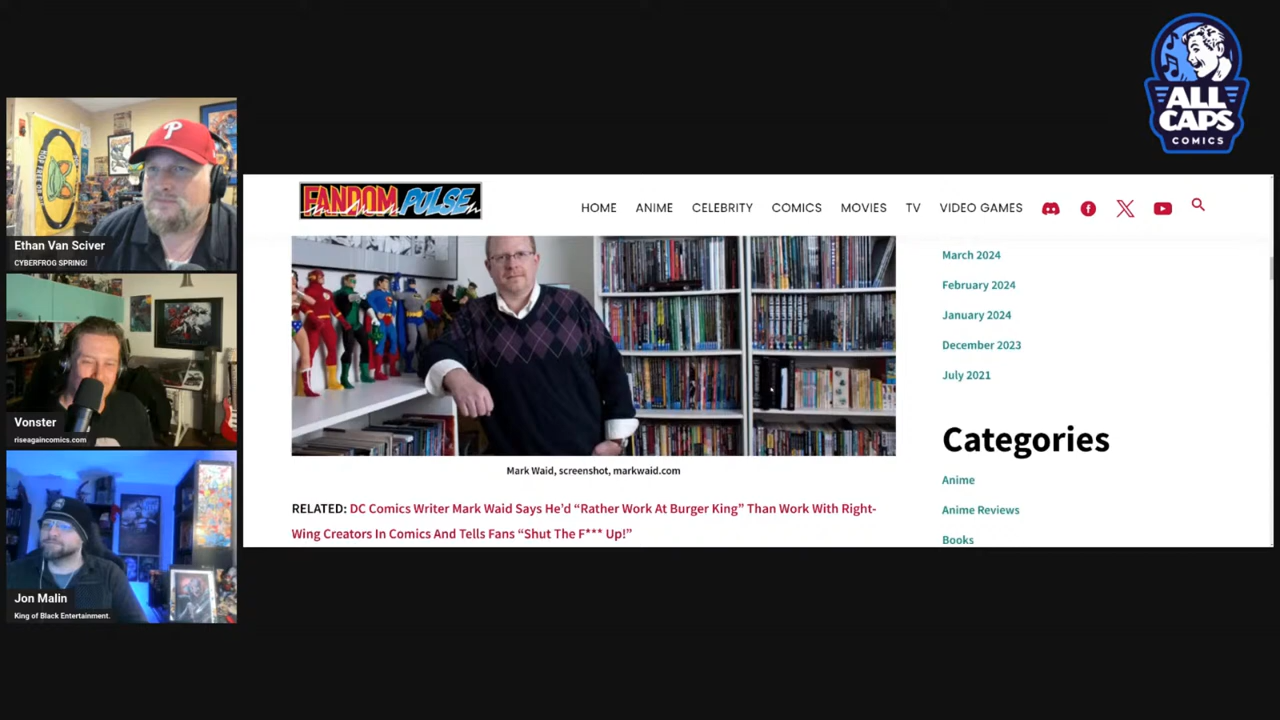 ALL
CAPS
COMICS
P
Ethan Van Sciver
CYBERFROG SPRING!
Vonster
riseagaincomics.com
Jon Malin
King of Black Entertainment.
FANDOM PULSE
HOME ANIME CELEBRITY COMICS MOVIES TV VIDEO GAMES
Mark Waid, screenshot, markwaid.com
RELATED: DC Comics Writer Mark Waid Says He’d “Rather Work At Burger King” Than Work With Right-
Wing Creators In Comics And Tells Fans “Shut The F*** Up!”
March 2024
February 2024
January 2024
December 2023
July 2021
Categories
Anime
Anime Reviews
Books